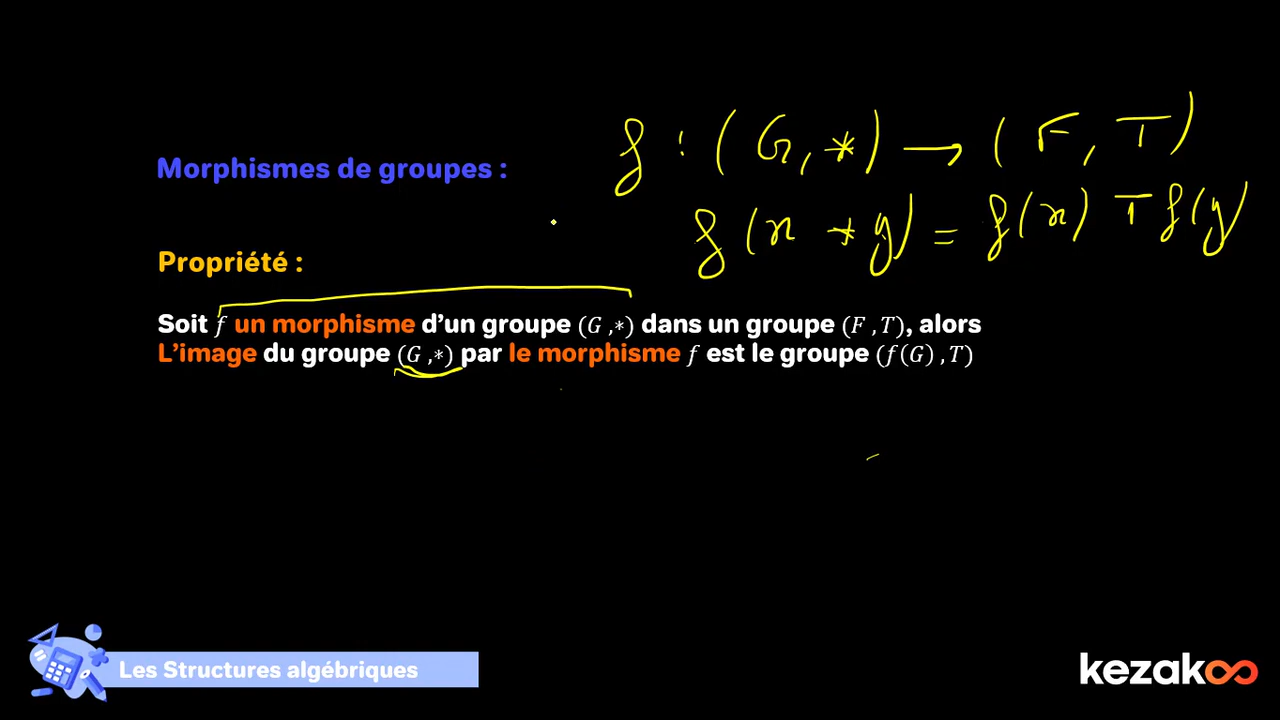 f : (G, *) → (F, T)
Morphismes de groupes :
f(x * y) = f(x) T f(y)
Propriété :
Soit f un morphisme d'un groupe (G ,*) dans un groupe (F ,T), alors
L'image du groupe (G ,*) par le morphisme f est le groupe (f(G) ,T)
Les Structures algébriques
kezakoo